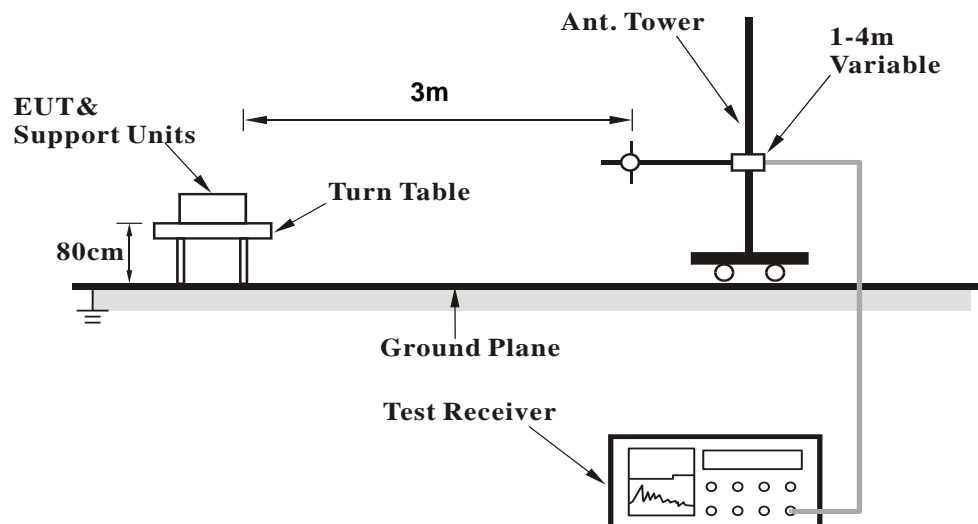 Ant. Tower
1-4m
Variable
3m
EUT&
Support Units
Turn Table
80cm
Ground Plane
Test Receiver